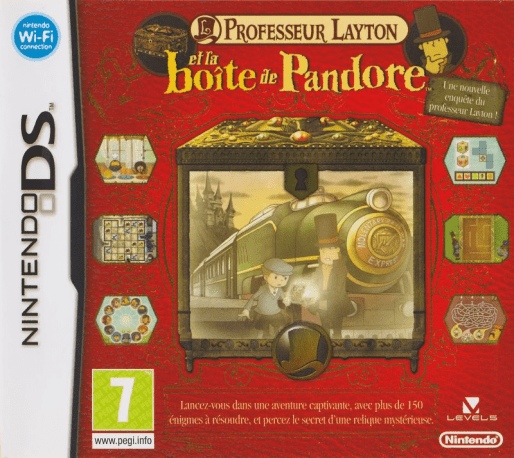 nintendo
Wi-Fi
connection
NINTENDO DS™
PROFESSEUR LAYTON
et la
boîte de Pandore™
Une nouvelle
enquête du
professeur Layton !
EXPRESS
7
www.pegi.info
Lancez-vous dans une aventure captivante, avec plus de 150
énigmes à résoudre, et percez le secret d'une relique mystérieuse.
LEVEL5
Nintendo